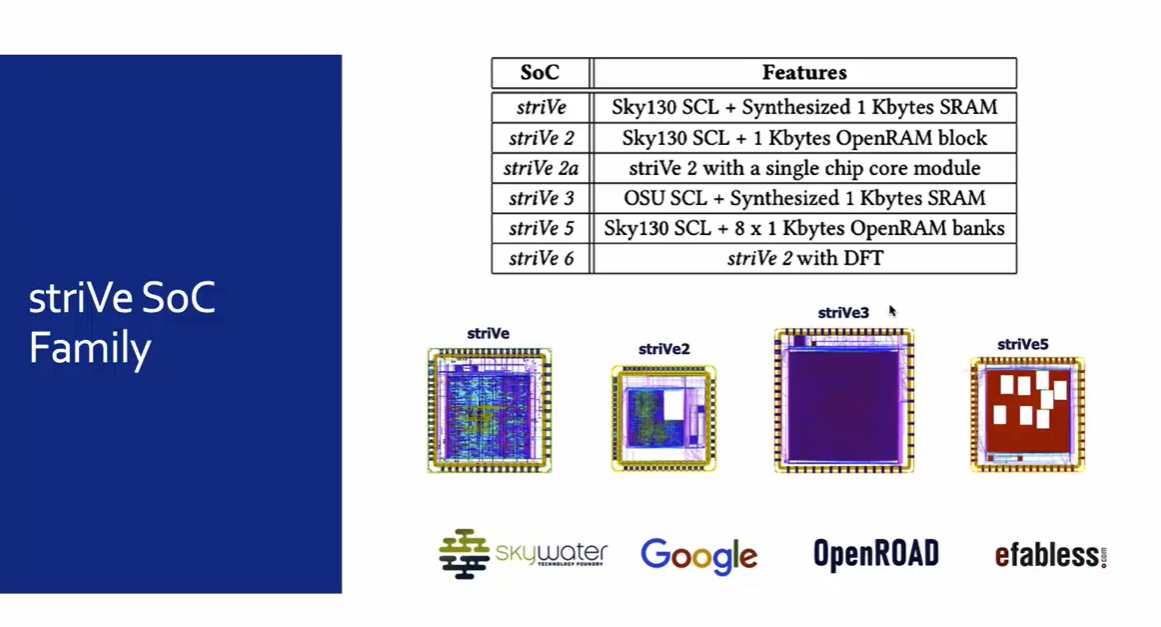 striVe SoC
Family
SoC Features
striVe Sky130 SCL + Synthesized 1 Kbytes SRAM
striVe 2 Sky130 SCL + 1 Kbytes OpenRAM block
striVe 2a striVe 2 with a single chip core module
striVe 3 OSU SCL + Synthesized 1 Kbytes SRAM
striVe 5 Sky130 SCL + 8 x 1 Kbytes OpenRAM banks
striVe 6 striVe 2 with DFT
striVe
striVe2
striVe3
striVe5
skywater
TECHNOLOGY FOUNDRY
Google
OpenROAD
efabless.com